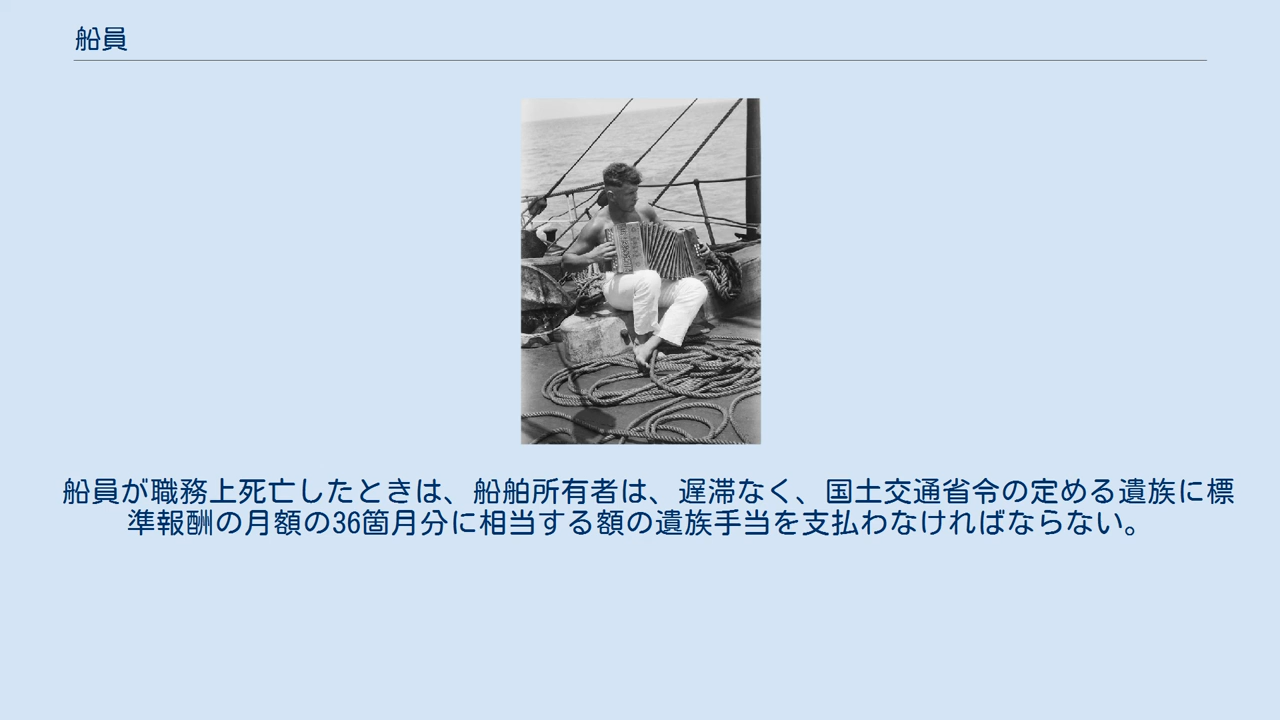 船員
船員が職務上死亡したときは、船舶所有者は、遅滞なく、国土交通省令の定める遺族に標
準報酬の月額の36箇月分に相当する額の遺族手当を支払わなければならない。